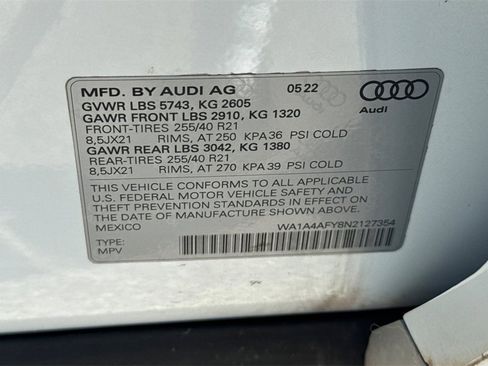 MFD. BY AUDI AG 05 22
GVWR LBS 5743, KG 2605
GAWR FRONT LBS 2910, KG 1320
FRONT-TIRES 255/40 R21
8,5JX21 RIMS, AT 250 KPA36 PSI COLD
GAWR REAR LBS 3042, KG 1380
REAR-TIRES 255/40 R21
8,5JX21 RIMS, AT 270 KPA 39 PSI COLD
Audi
THIS VEHICLE CONFORMS TO ALL APPLICABLE
U.S. FEDERAL MOTOR VEHICLE SAFETY AND
THEFT PREVENTION STANDARDS IN EFFECT ON
THE DATE OF MANUFACTURE SHOWN ABOVE.
MEXICO
TYPE: WA1A4AFY8N2127354
MPV